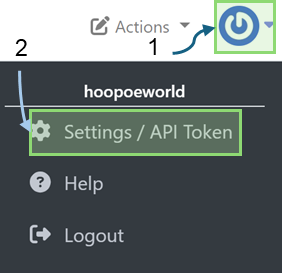 Actions
1
2
hoopoeworld
Settings / API Token
Help
Logout